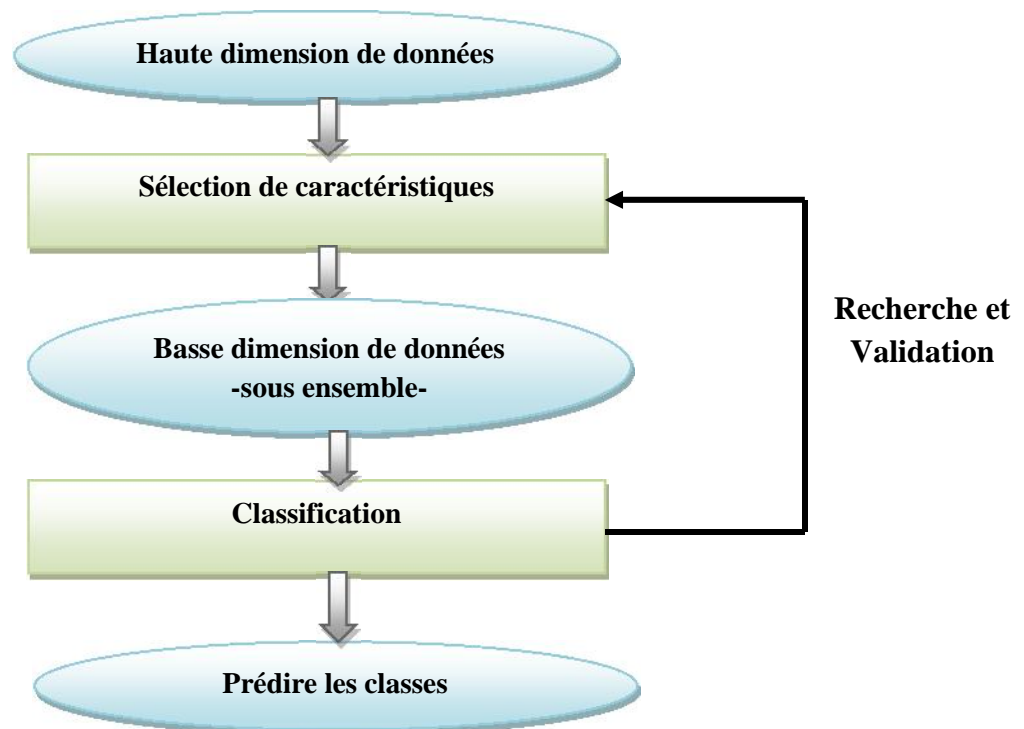 Haute dimension de données
Sélection de caractéristiques
Recherche et
Validation
Basse dimension de données
-sous ensemble-
Classification
Prédire les classes